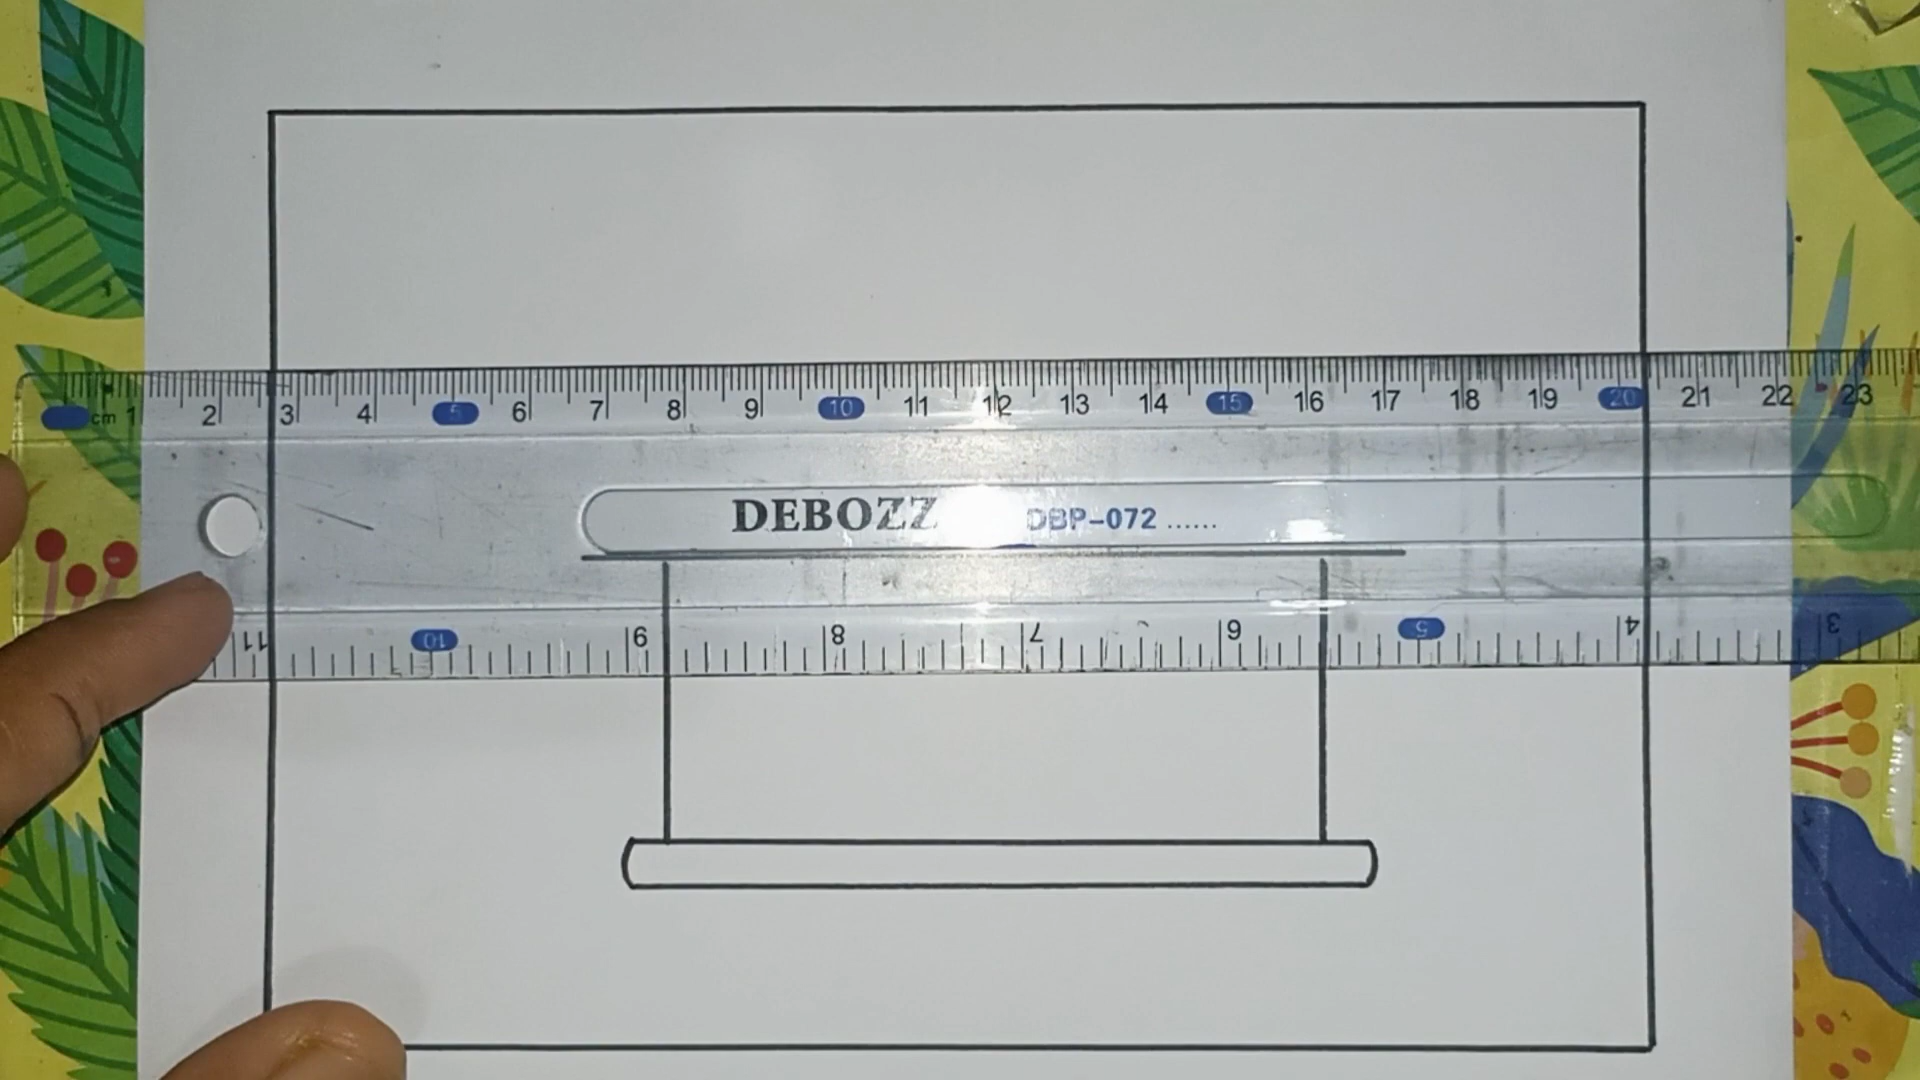 cm 1 2 3 4 5 6 7 8 9 10 11 12 13 14 15 16 17 18 19 20 21 22 23
DEBOZZ DBP-072 ......
11 10 9 8 7 6 5 4 3